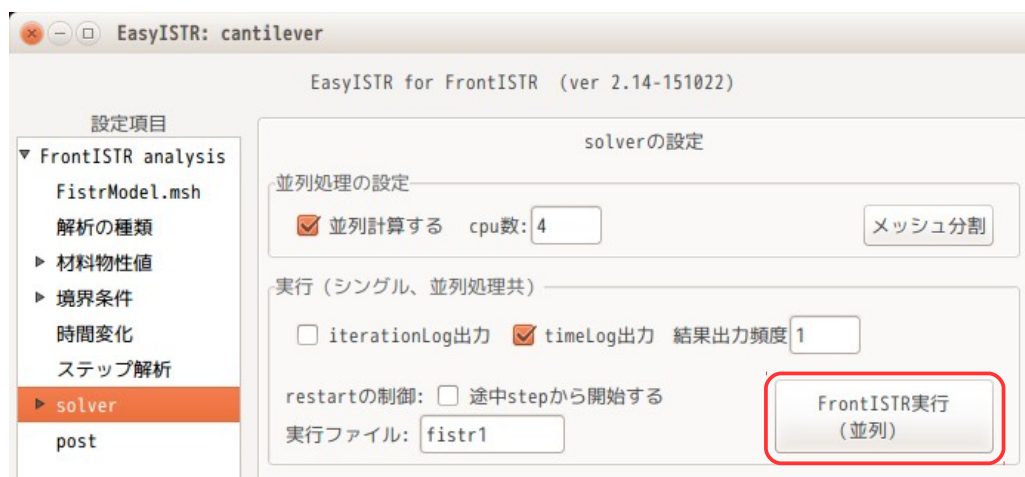 EasyISTR: cantilever
EasyISTR for FrontISTR (ver 2.14-151022)
設定項目
FrontISTR analysis
FistrModel.msh
解析の種類
材料物性値
境界条件
時間変化
ステップ解析
solver
post
solverの設定
並列処理の設定
並列計算する cpu数: 4 メッシュ分割
実行（シングル、並列処理共）
iterationLog出力 timeLog出力 結果出力頻度 1
restartの制御: 途中stepから開始する
実行ファイル: fistr1
FrontISTR実行
(並列)